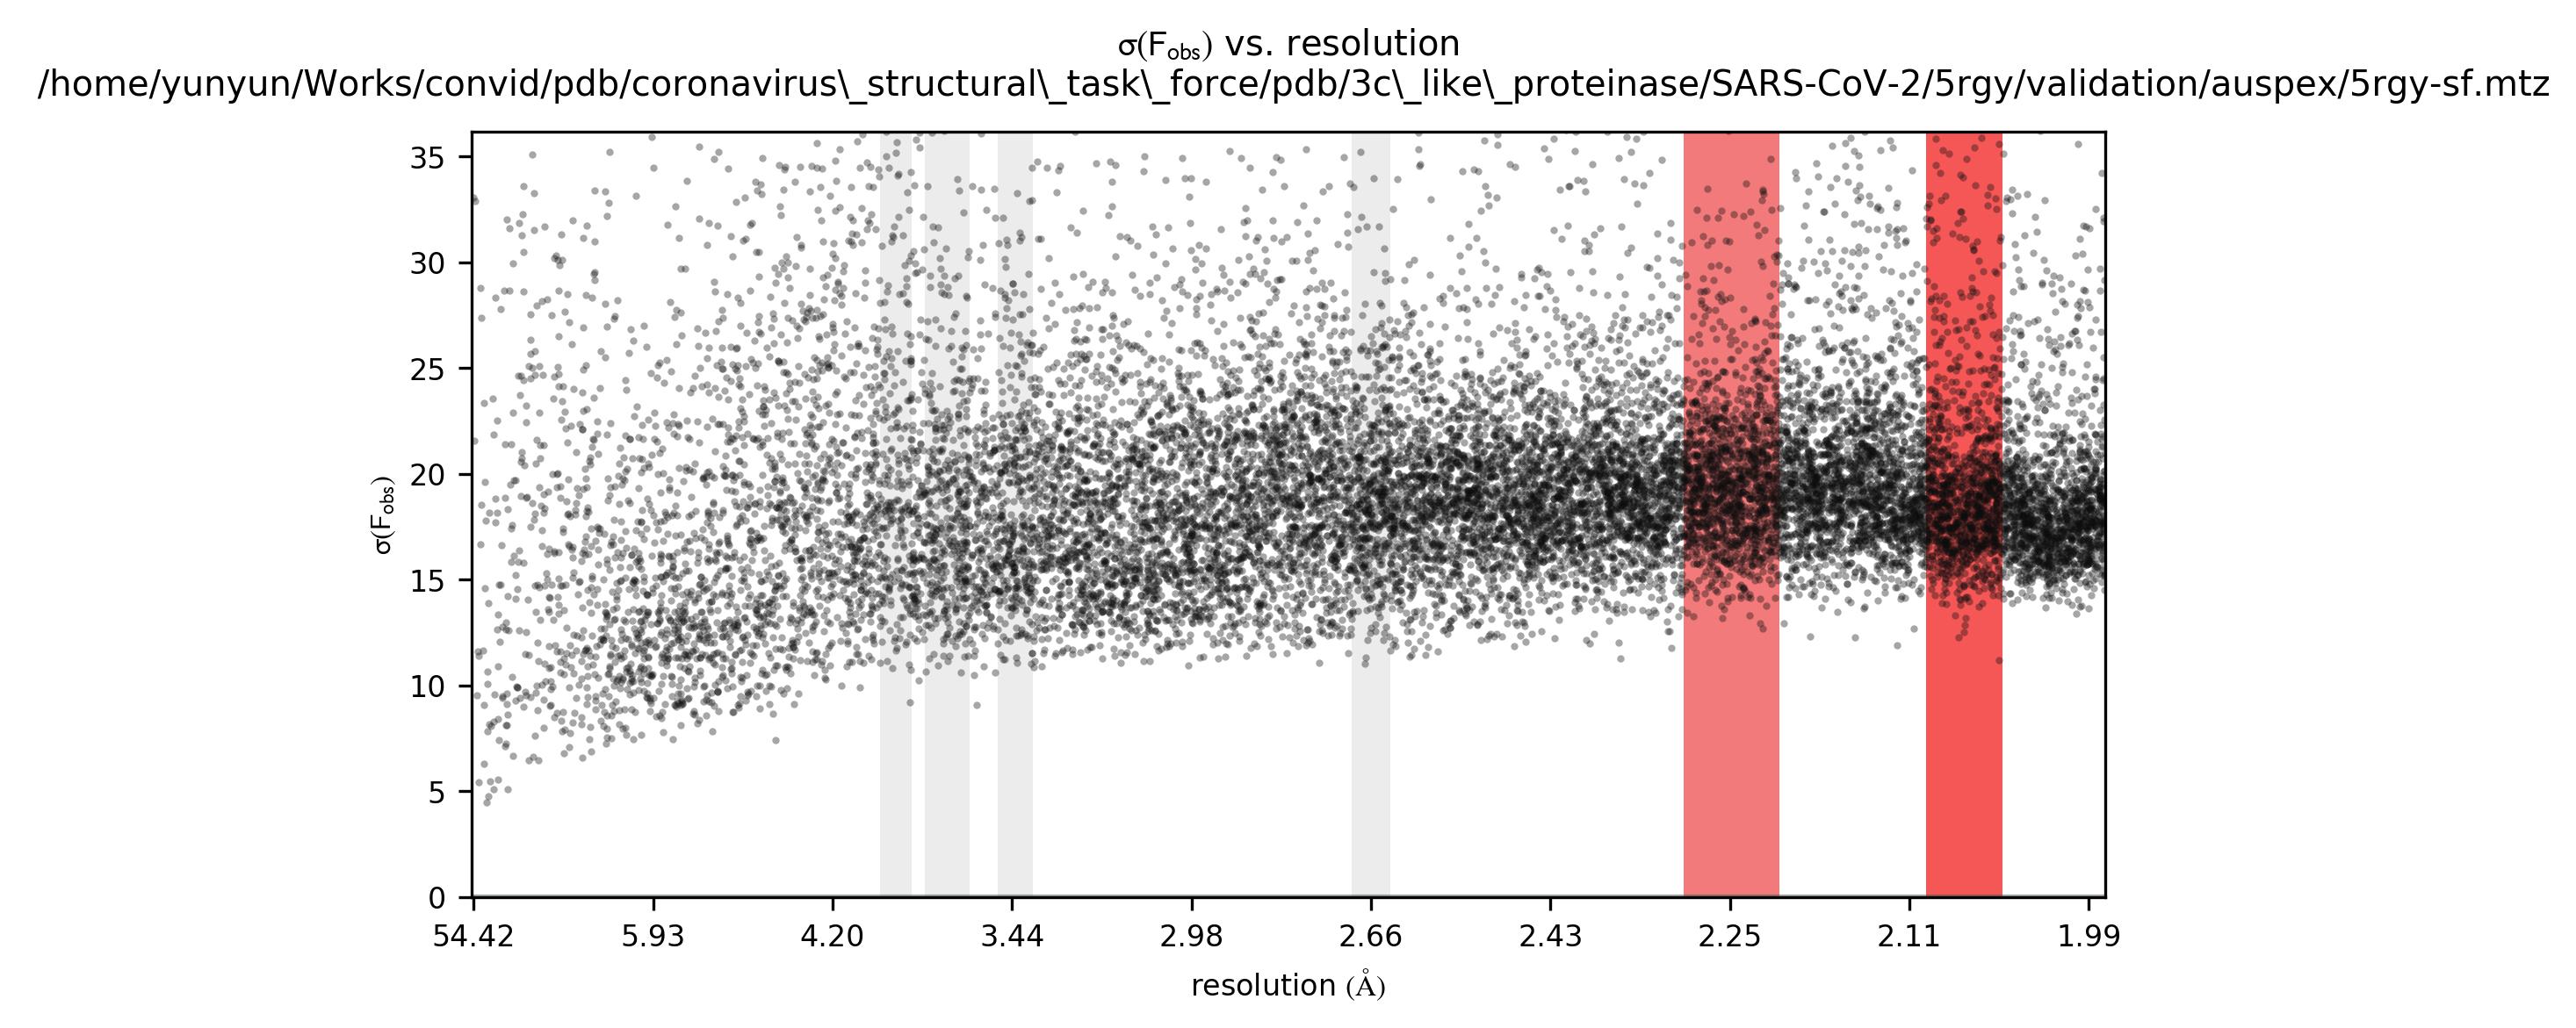 σ(Fobs) vs. resolution
/home/yunyun/Works/convid/pdb/coronavirus\_structural\_task\_force/pdb/3c\_like\_proteinase/SARS-CoV-2/5rgy/validation/auspex/5rgy-sf.mtz
35
30
25
20
15
10
5
0
σ(Fobs)
54.42 5.93 4.20 3.44 2.98 2.66 2.43 2.25 2.11 1.99
resolution (Å)